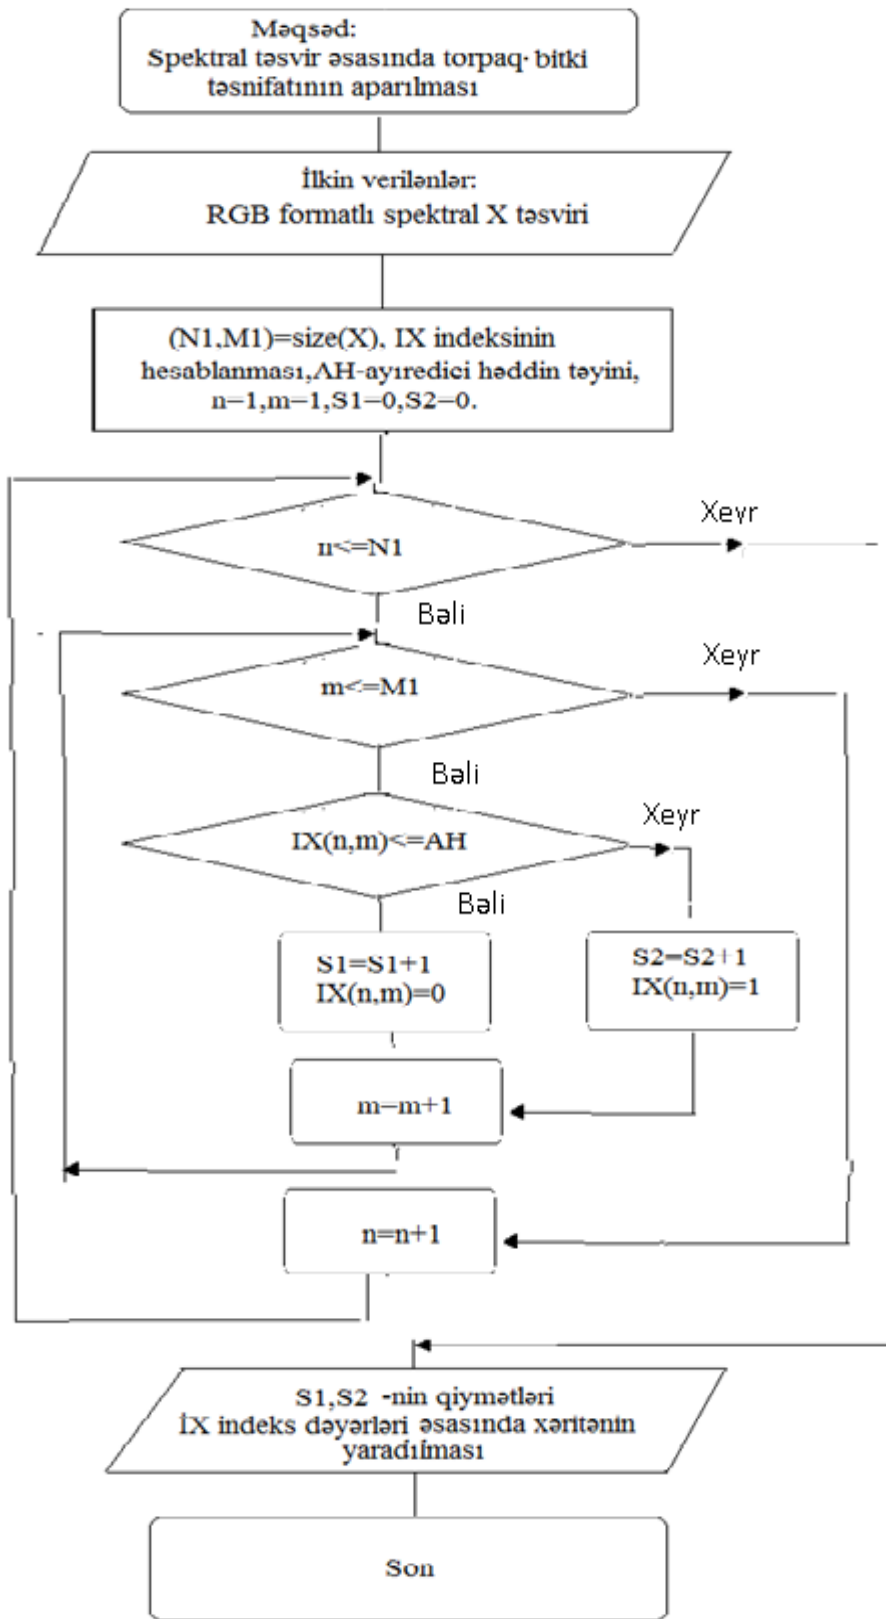 Məqsəd:
Spektral təsvir əsasında torpaq-bitki
təsnifatının aparılması
İlkin verilənlər:
RGB formatlı spektral X təsviri
(N1,M1)=size(X), IX indeksinin
hesablanması,AH-ayıredici həddin təyini,
n=1,m=1,S1=0,S2=0.
n<=N1
Xeyr
Bəli
m<=M1
Xeyr
Bəli
IX(n,m)<=AH
Xeyr
Bəli
S1=S1+1
IX(n,m)=0
S2=S2+1
IX(n,m)=1
m=m+1
n=n+1
S1,S2 -nin qiymətləri
İX indeks dəyərləri əsasında xəritənin
yaradılması
Son